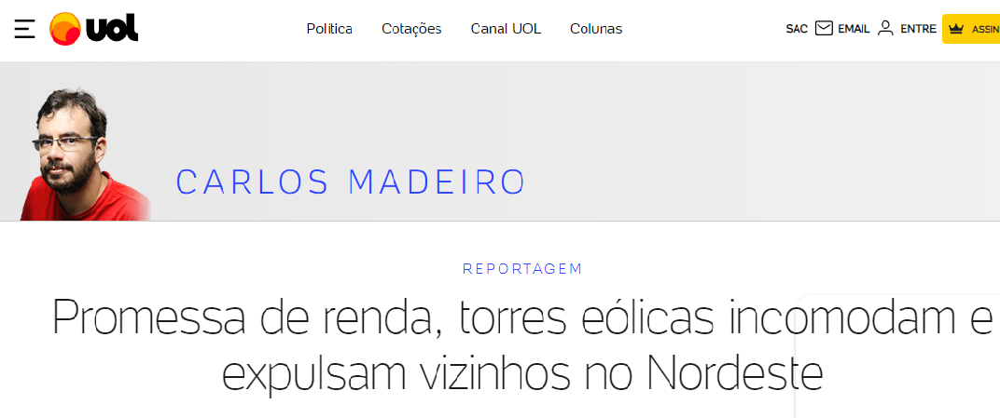 uol
Política Cotações Canal UOL Colunas
SAC EMAIL ENTRE ASSIN
CARLOS MADEIRO
REPORTAGEM
Promessa de renda, torres eólicas incomodam e
expulsam vizinhos no Nordeste